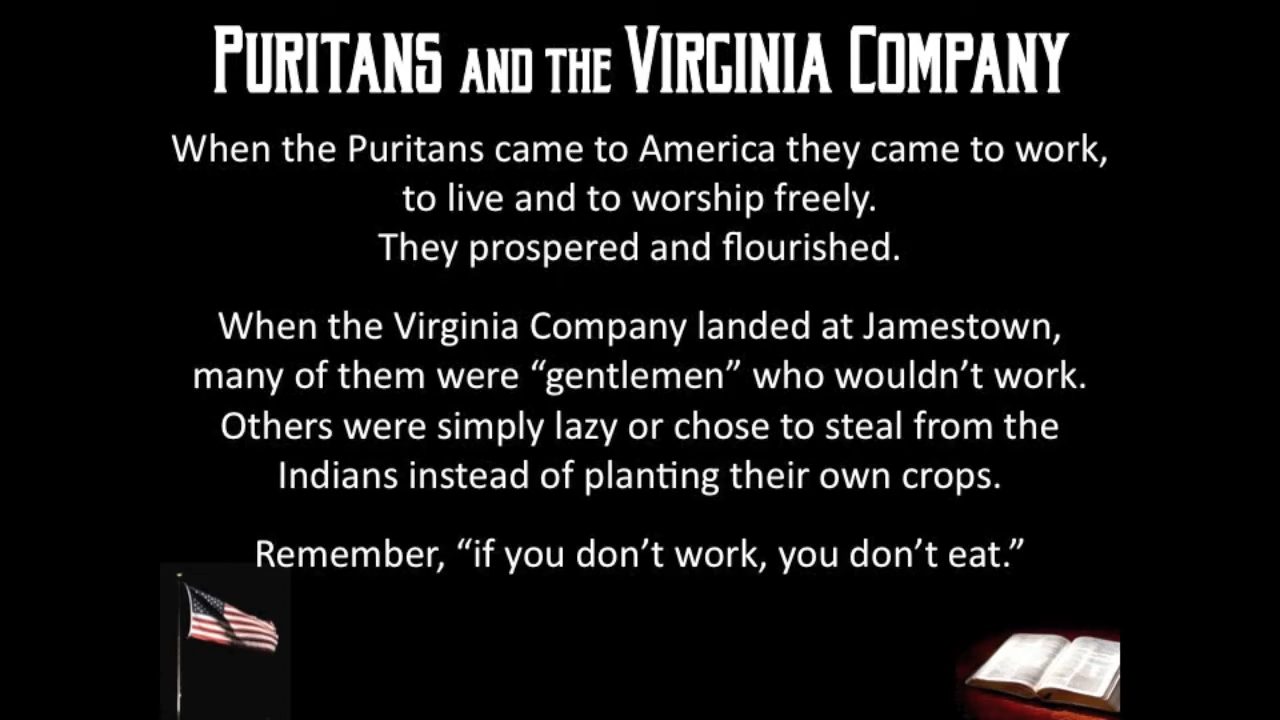 PURITANS AND THE VIRGINIA COMPANY
When the Puritans came to America they came to work,
to live and to worship freely.
They prospered and flourished.
When the Virginia Company landed at Jamestown,
many of them were “gentlemen” who wouldn’t work.
Others were simply lazy or chose to steal from the
Indians instead of planting their own crops.
Remember, “if you don’t work, you don’t eat.”